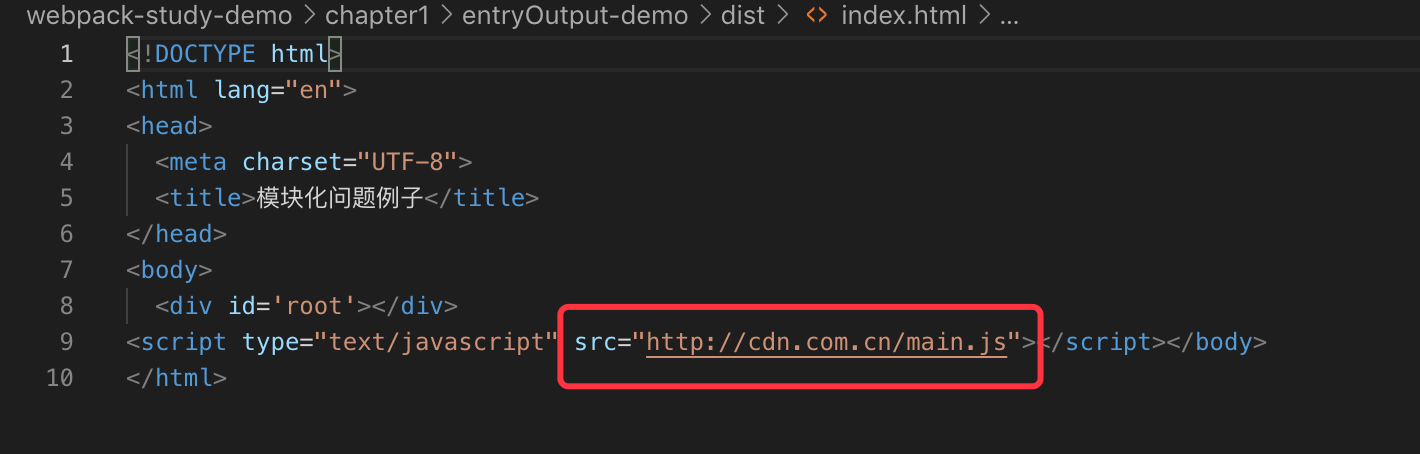 webpack-study-demo > chapter1 > entryOutput-demo > dist > <> index.html > ...
1 <!DOCTYPE html>
2 <html lang="en">
3 <head>
4 <meta charset="UTF-8">
5 <title>模块化问题例子</title>
6 </head>
7 <body>
8 <div id='root'></div>
9 <script type="text/javascript" src="http://cdn.com.cn/main.js"></script></body>
10 </html>